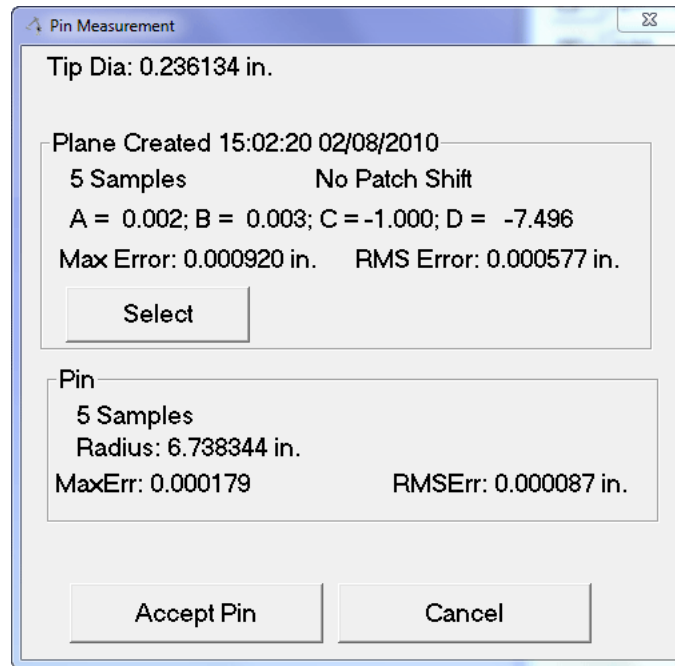 Pin Measurement
Tip Dia: 0.236134 in.
Plane Created 15:02:20 02/08/2010
5 Samples No Patch Shift
A = 0.002; B = 0.003; C = -1.000; D = -7.496
Max Error: 0.000920 in. RMS Error: 0.000577 in.
Select
Pin
5 Samples
Radius: 6.738344 in.
MaxErr: 0.000179 RMSErr: 0.000087 in.
Accept Pin Cancel